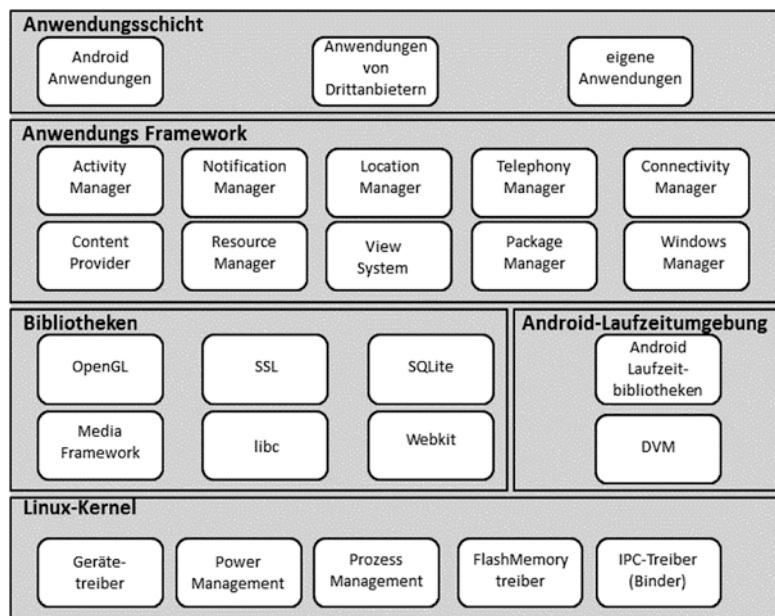 Anwendungsschicht
Android
Anwendungen
Anwendungen
von
Drittanbietern
eigene
Anwendungen
Anwendungs Framework
Activity
Manager
Notification
Manager
Location
Manager
Telephony
Manager
Connectivity
Manager
Content
Provider
Resource
Manager
View
System
Package
Manager
Windows
Manager
Bibliotheken
OpenGL
SSL
SQLite
Media
Framework
libc
Webkit
Android-Laufzeitumgebung
Android
Laufzeit-
bibliotheken
DVM
Linux-Kernel
Geräte-
treiber
Power
Management
Prozess
Management
FlashMemory
treiber
IPC-Treiber
(Binder)